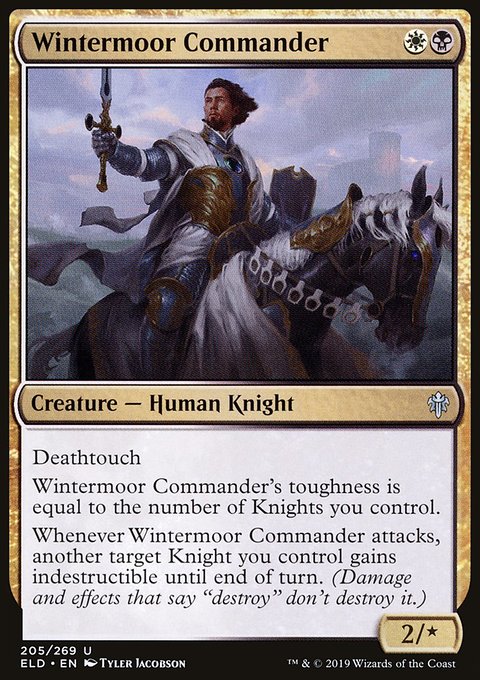 Wintermoor Commander
Creature — Human Knight
Deathtouch
Wintermoor Commander's toughness is
equal to the number of Knights you control.
Whenever Wintermoor Commander attacks,
another target Knight you control gains
indestructible until end of turn. (Damage
and effects that say “destroy” don't destroy it.)
2/*
205/269 U
ELD • EN Tyler Jacobson
™ & © 2019 Wizards of the Coast